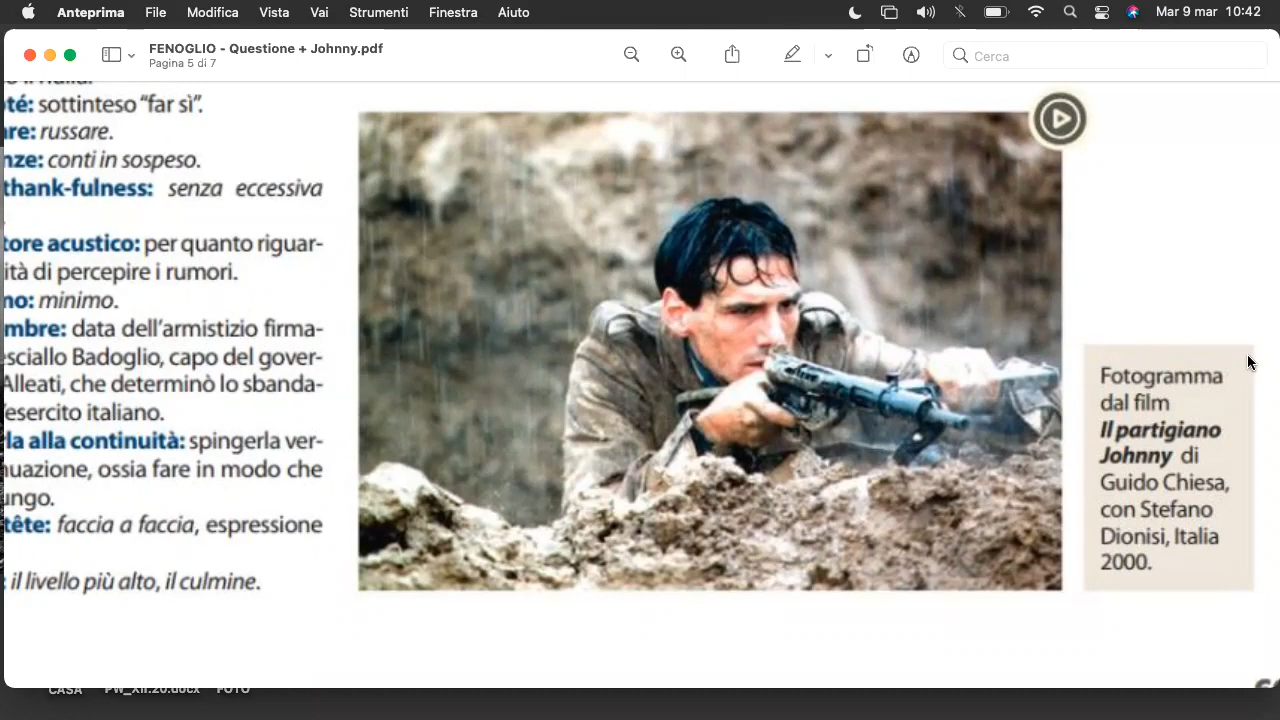 Anteprima File Modifica Vista Vai Strumenti Finestra Aiuto Mar 9 mar 10:42
FENOGLIO - Questione + Johnny.pdf
Pagina 5 di 7
Cerca
té: sottinteso “far sì”.
are: russare.
nze: conti in sospeso.
thank-fulness: senza eccessiva
tore acustico: per quanto riguar-
ità di percepire i rumori.
no: minimo.
mbre: data dell’armistizio firma-
esciallo Badoglio, capo del gover-
Alleati, che determinò lo sbanda-
’esercito italiano.
rla alla continuità: spingerla ver-
nuazione, ossia fare in modo che
ungo.
tête: faccia a faccia, espressione
: il livello più alto, il culmine.
Fotogramma
dal film
Il partigiano
Johnny di
Guido Chiesa,
con Stefano
Dionisi, Italia
2000.
CASA PW_XII.20.docx FOTO